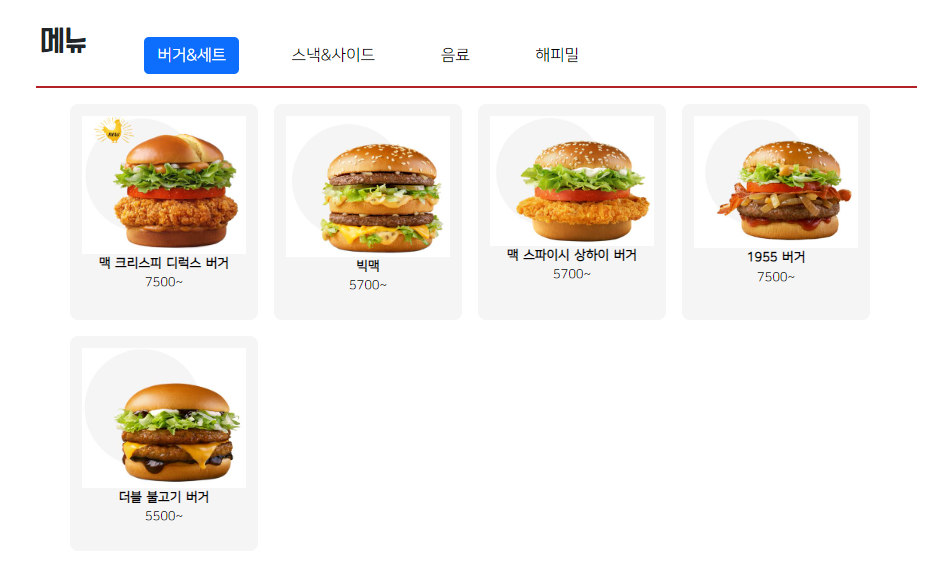 메뉴
버거&세트
스낵&사이드
음료
해피밀
NEW
맥 크리스피 디럭스 버거
7500~
빅맥
5700~
맥 스파이시 상하이 버거
5700~
1955 버거
7500~
더블 불고기 버거
5500~